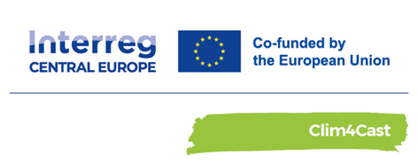 Interreg
CENTRAL EUROPE
Co-funded by
the European Union
Clim4Cast